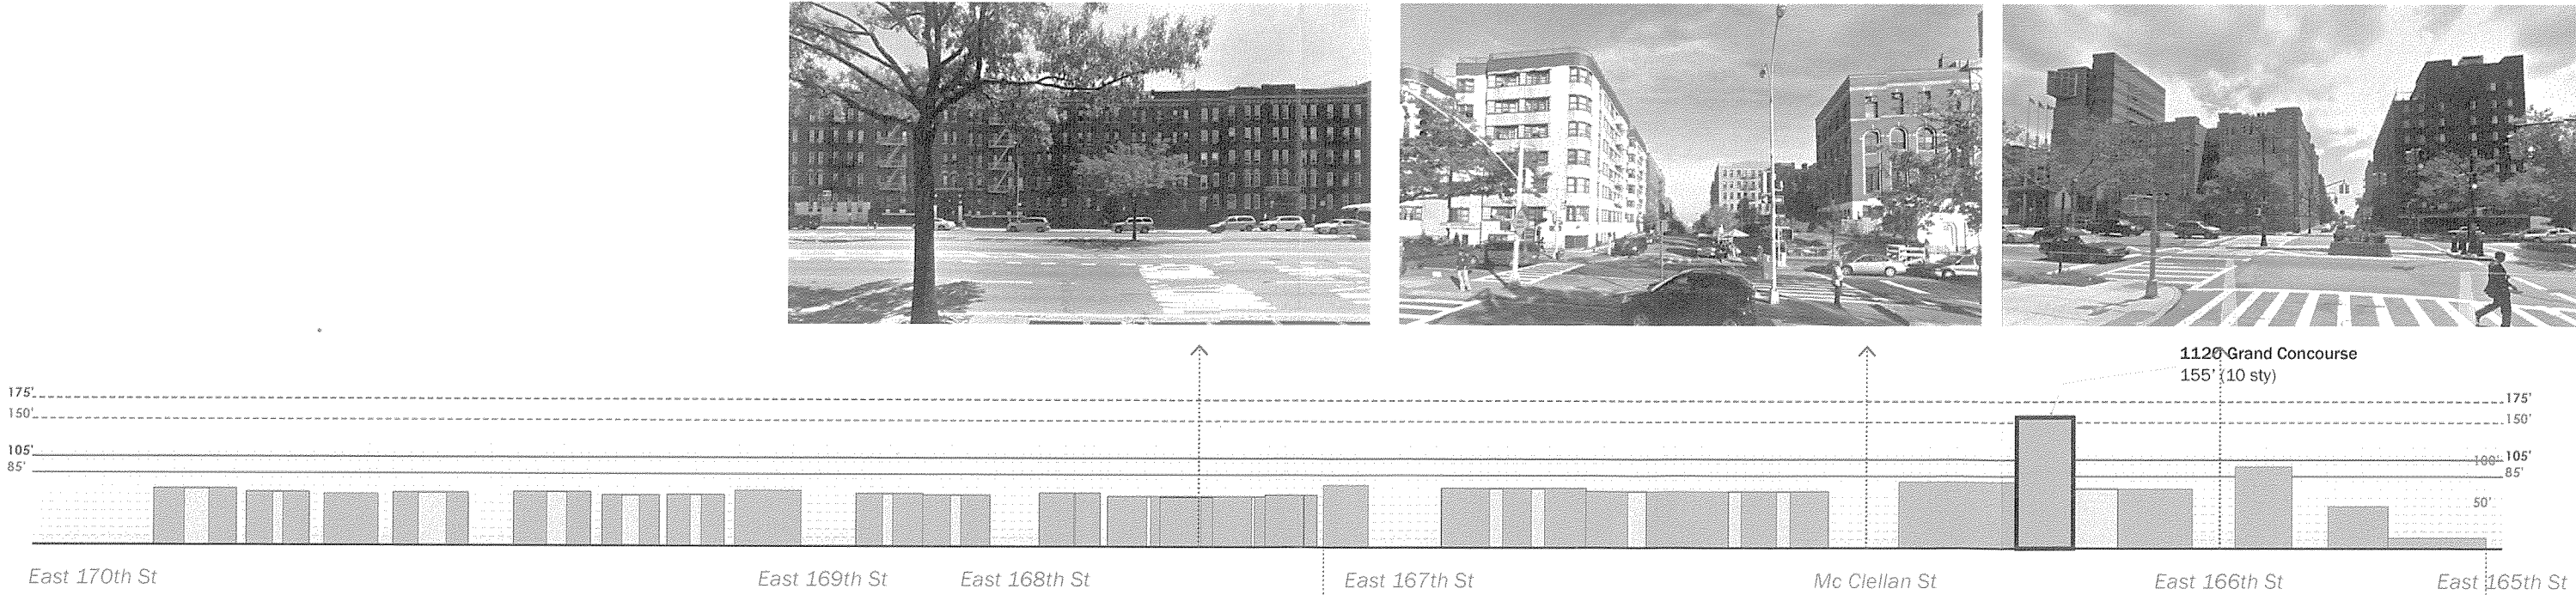 1120 Grand Concourse
155' (10 sty)
175'
175'
150'
150'
105'
100'
105'
85'
85'
50'
East 170th St
East 169th St
East 168th St
East 167th St
Mc Clellan St
East 166th St
East 165th St